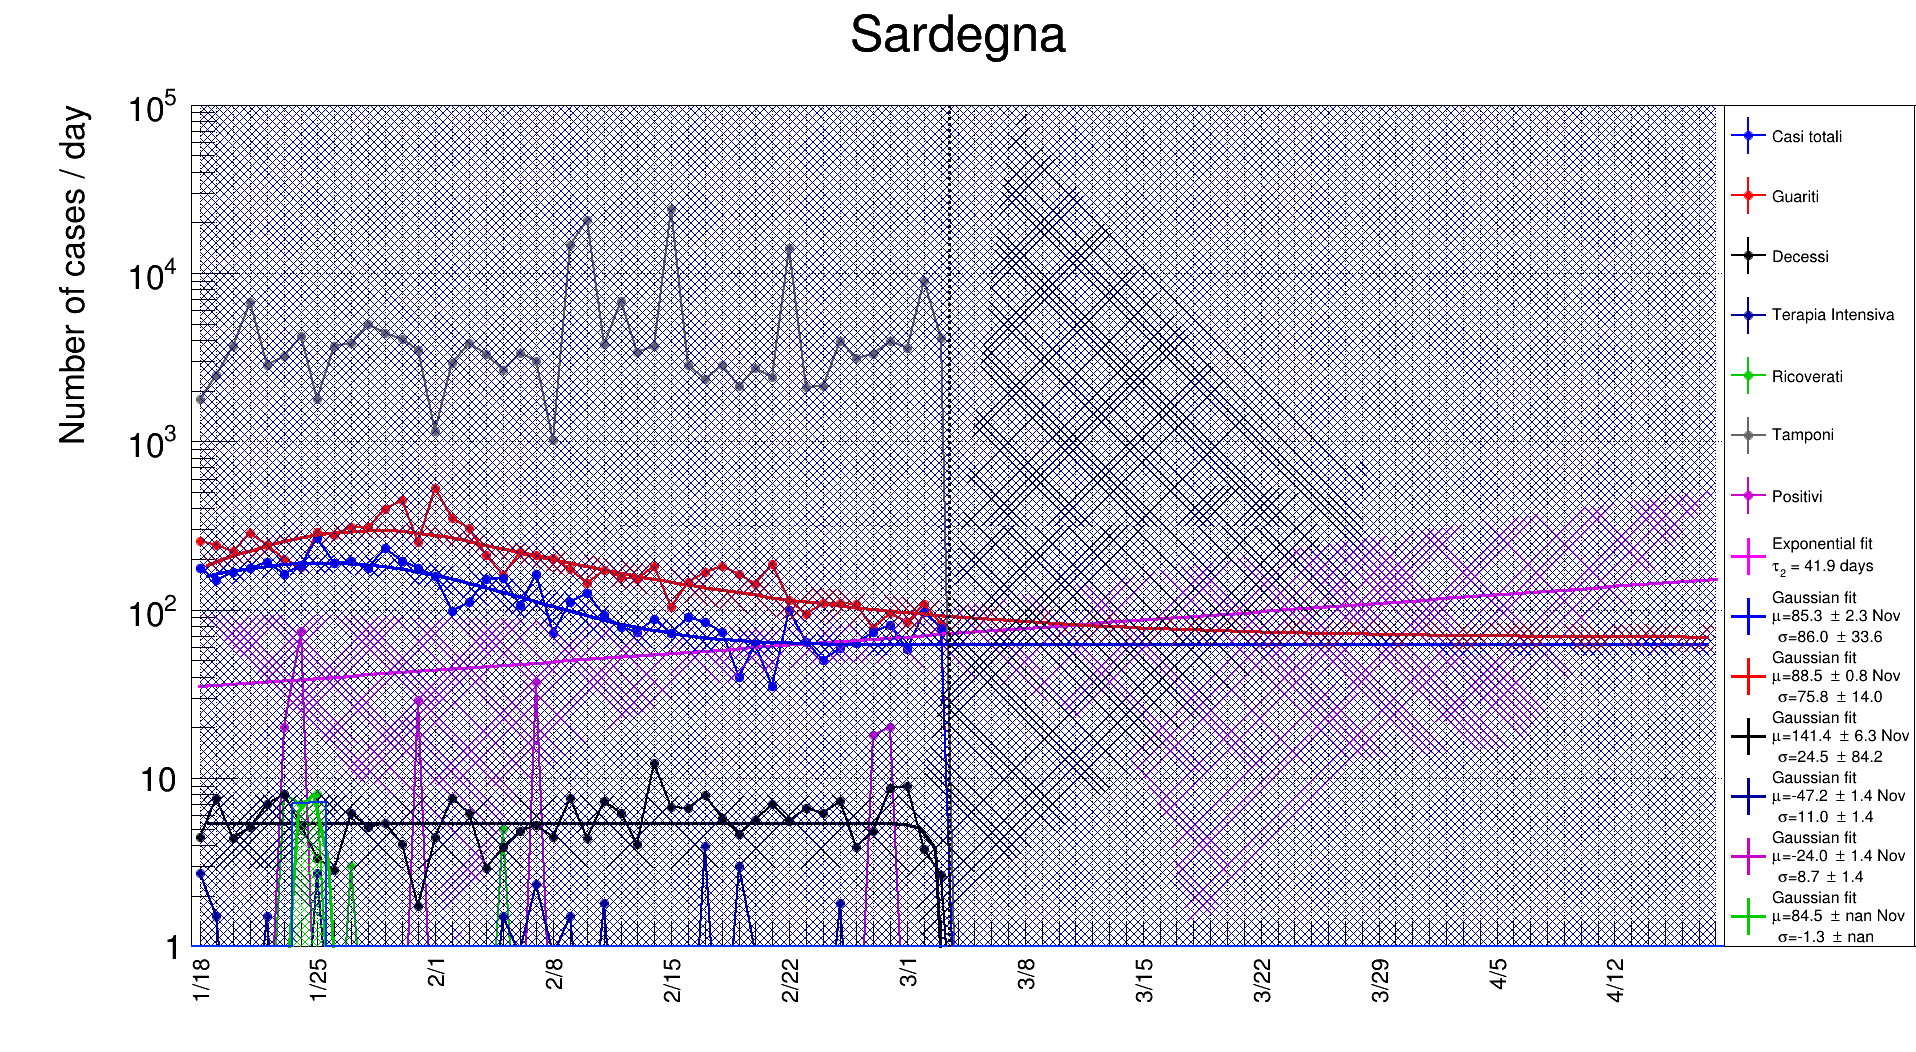 Sardegna
Number of cases / day
10^5
10^4
10^3
10^2
10
1
1/18
1/25
2/1
2/8
2/15
2/22
3/1
3/8
3/15
3/22
3/29
4/5
4/12
Casi totali
Guariti
Decessi
Terapia Intensiva
Ricoverati
Tamponi
Positivi
Exponential fit
τ₂ = 41.9 days
Gaussian fit
μ=85.3 ± 2.3 Nov
σ=86.0 ± 33.6
Gaussian fit
μ=88.5 ± 0.8 Nov
σ=75.8 ± 14.0
Gaussian fit
μ=141.4 ± 6.3 Nov
σ=24.5 ± 84.2
Gaussian fit
μ=-47.2 ± 1.4 Nov
σ=11.0 ± 1.4
Gaussian fit
μ=-24.0 ± 1.4 Nov
σ=8.7 ± 1.4
Gaussian fit
μ=84.5 ± nan Nov
σ=-1.3 ± nan